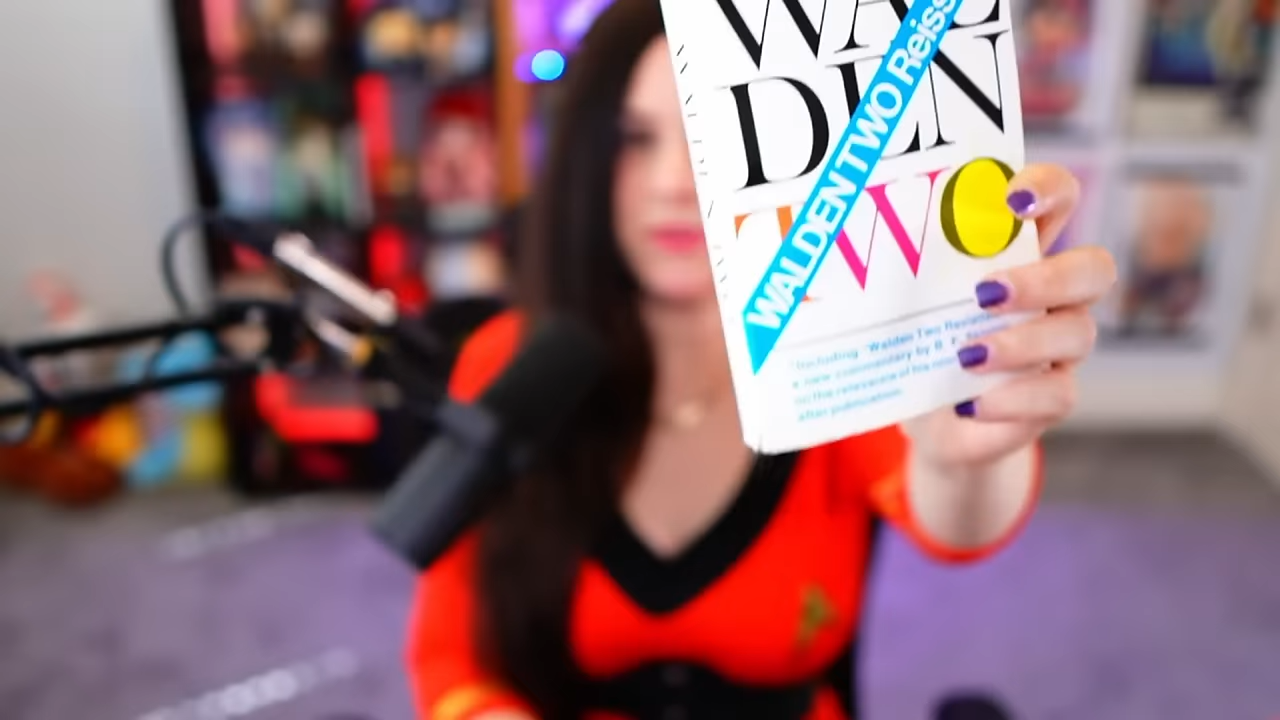 WAL
DEN
TWO
WALDEN TWO Reiss
"Including "Walden Two Revisited
a new commentary by B. F.
on the relevance of his
after publication.